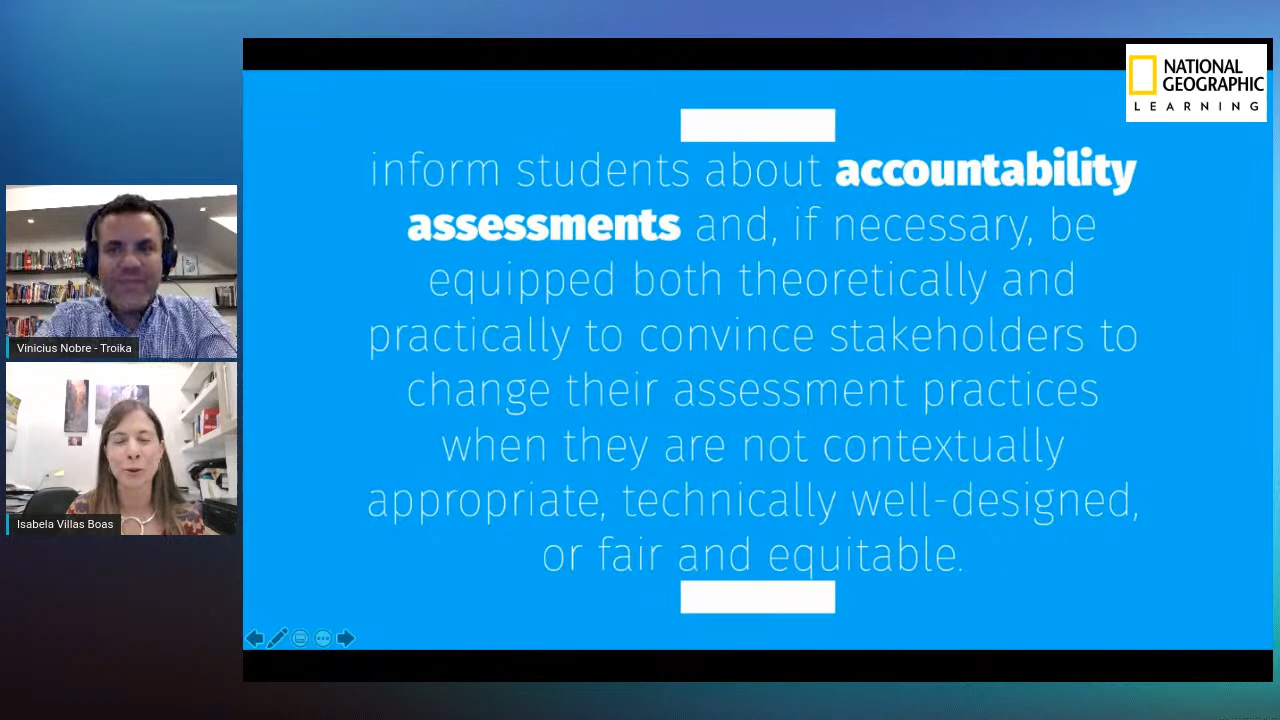 NATIONAL
GEOGRAPHIC
LEARNING
inform students about accountability
assessments and, if necessary, be
equipped both theoretically and
practically to convince stakeholders to
change their assessment practices
when they are not contextually
appropriate, technically well-designed,
or fair and equitable.
Vinicius Nobre - Troika
Isabela Villas Boas